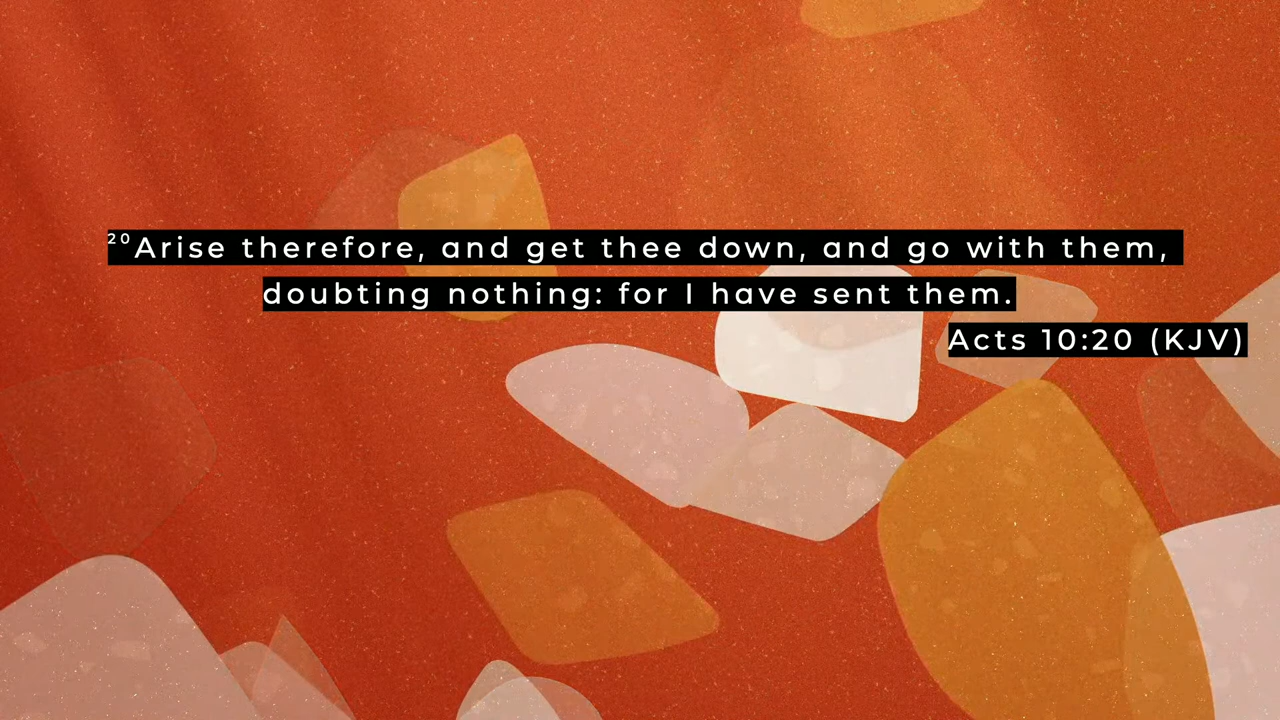 ²⁰Arise therefore, and get thee down, and go with them,
doubting nothing: for I have sent them.
Acts 10:20 (KJV)